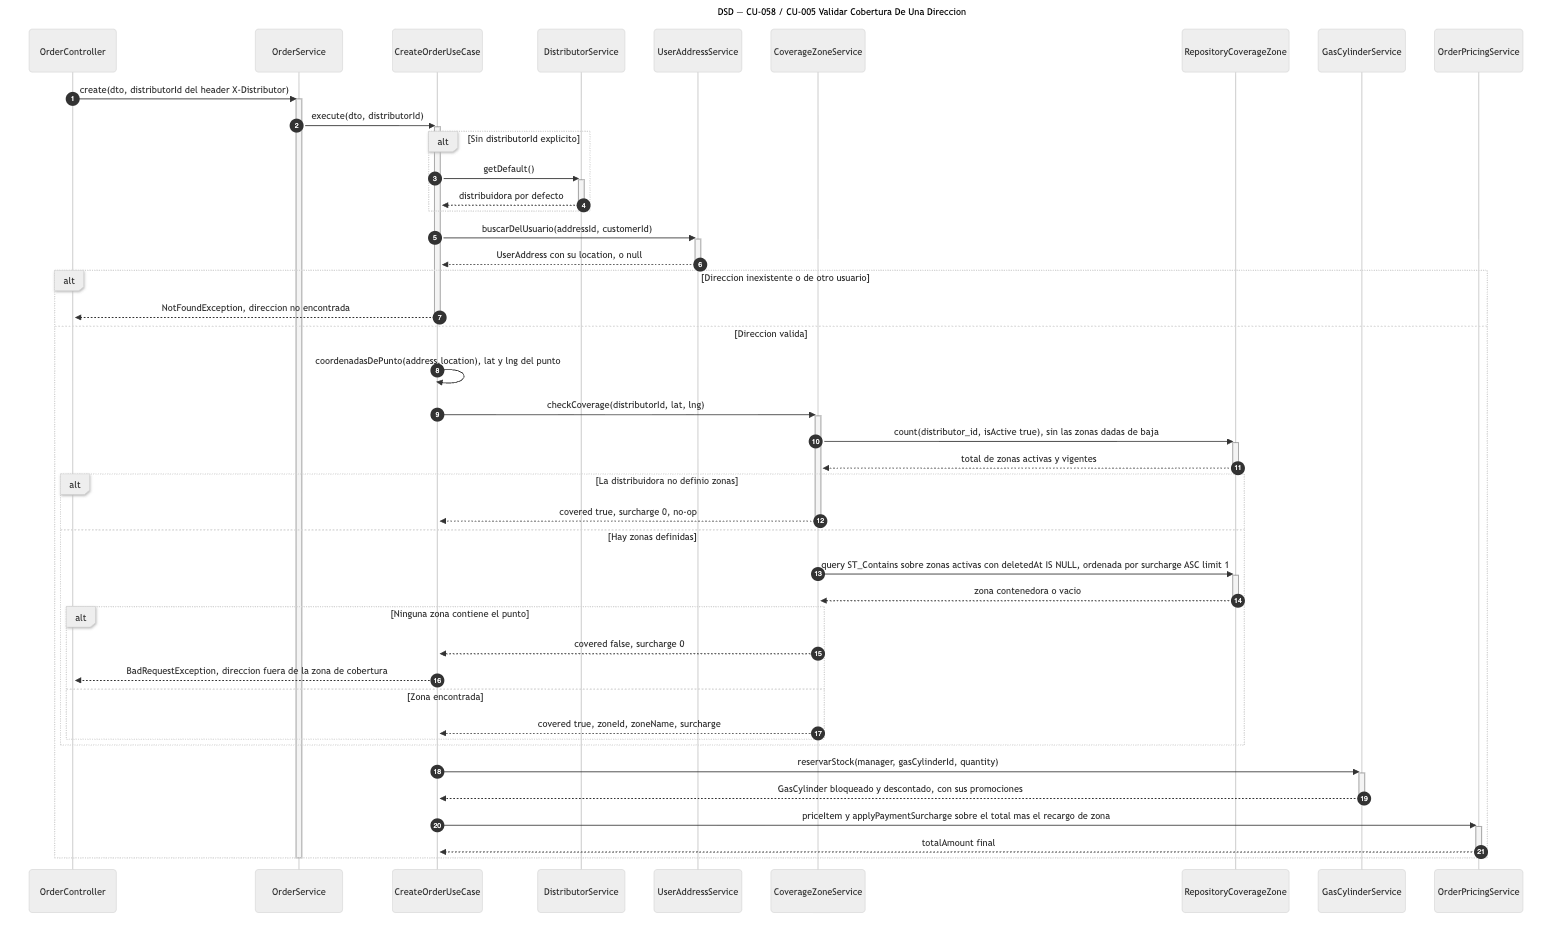 DSD — CU-058 / CU-005 Validar Cobertura De Una Direccion
OrderController
OrderService
CreateOrderUseCase
DistributorService
UserAddressService
CoverageZoneService
RepositoryCoverageZone
GasCylinderService
OrderPricingService
1 create(dto, distributorId del header X-Distributor)
2 execute(dto, distributorId)
alt [Sin distributorId explicito]
3 getDefault()
distribuidora por defecto 4
5 buscarDelUsuario(addressId, customerId)
UserAddress con su location, o null 6
alt [Direccion inexistente o de otro usuario]
NotFoundException, direccion no encontrada 7
[Direccion valida]
coordenadasDePunto(address.location), lat y lng del punto
8
9 checkCoverage(distributorId, lat, lng)
10 count(distributor_id, isActive true), sin las zonas dadas de baja
total de zonas activas y vigentes 11
alt [La distribuidora no definio zonas]
covered true, surcharge 0, no-op 12
[Hay zonas definidas]
13 query ST_Contains sobre zonas activas con deletedAt IS NULL, ordenada por surcharge ASC limit 1
zona contenedora o vacio 14
alt [Ninguna zona contiene el punto]
covered false, surcharge 0 15
BadRequestException, direccion fuera de la zona de cobertura 16
[Zona encontrada]
covered true, zoneId, zoneName, surcharge 17
18 reservarStock(manager, gasCylinderId, quantity)
GasCylinder bloqueado y descontado, con sus promociones 19
20 priceItem y applyPaymentSurcharge sobre el total mas el recargo de zona
totalAmount final 21
OrderController
OrderService
CreateOrderUseCase
DistributorService
UserAddressService
CoverageZoneService
RepositoryCoverageZone
GasCylinderService
OrderPricingService